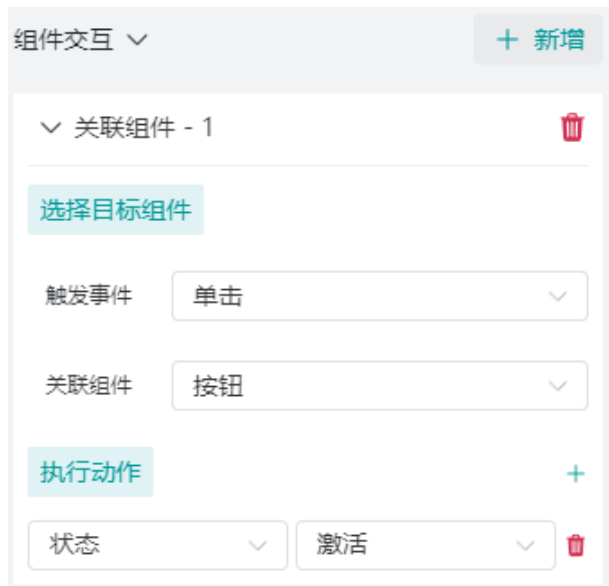 组件交互 + 新增
关联组件 - 1
选择目标组件
触发事件 单击
关联组件 按钮
执行动作 +
状态 激活